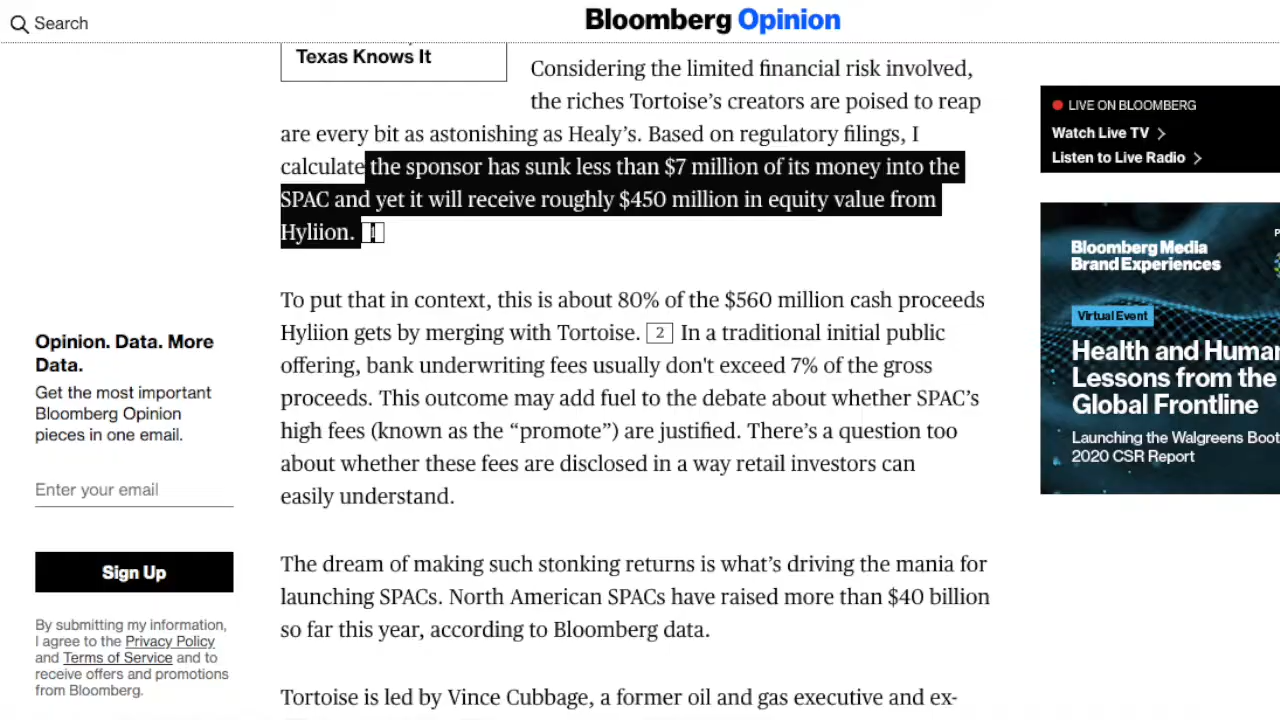 Search
Bloomberg Opinion
Texas Knows It
Considering the limited financial risk involved,
the riches Tortoise's creators are poised to reap
are every bit as astonishing as Healy's. Based on regulatory filings, I
calculate the sponsor has sunk less than $7 million of its money into the
SPAC and yet it will receive roughly $450 million in equity value from
Hyliion.
To put that in context, this is about 80% of the $560 million cash proceeds
Hyliion gets by merging with Tortoise. 2 In a traditional initial public
offering, bank underwriting fees usually don't exceed 7% of the gross
proceeds. This outcome may add fuel to the debate about whether SPAC's
high fees (known as the “promote”) are justified. There's a question too
about whether these fees are disclosed in a way retail investors can
easily understand.
The dream of making such stonking returns is what's driving the mania for
launching SPACs. North American SPACs have raised more than $40 billion
so far this year, according to Bloomberg data.
Tortoise is led by Vince Cubbage, a former oil and gas executive and ex-
Opinion. Data. More
Data.
Get the most important
Bloomberg Opinion
pieces in one email.
Enter your email
Sign Up
By submitting my information,
I agree to the Privacy Policy
and Terms of Service and to
receive offers and promotions
from Bloomberg.
LIVE ON BLOOMBERG
Watch Live TV
Listen to Live Radio
Bloomberg Media
Brand Experiences
Virtual Event
Health and Human
Lessons from the
Global Frontline
Launching the Walgreens Boot
2020 CSR Report